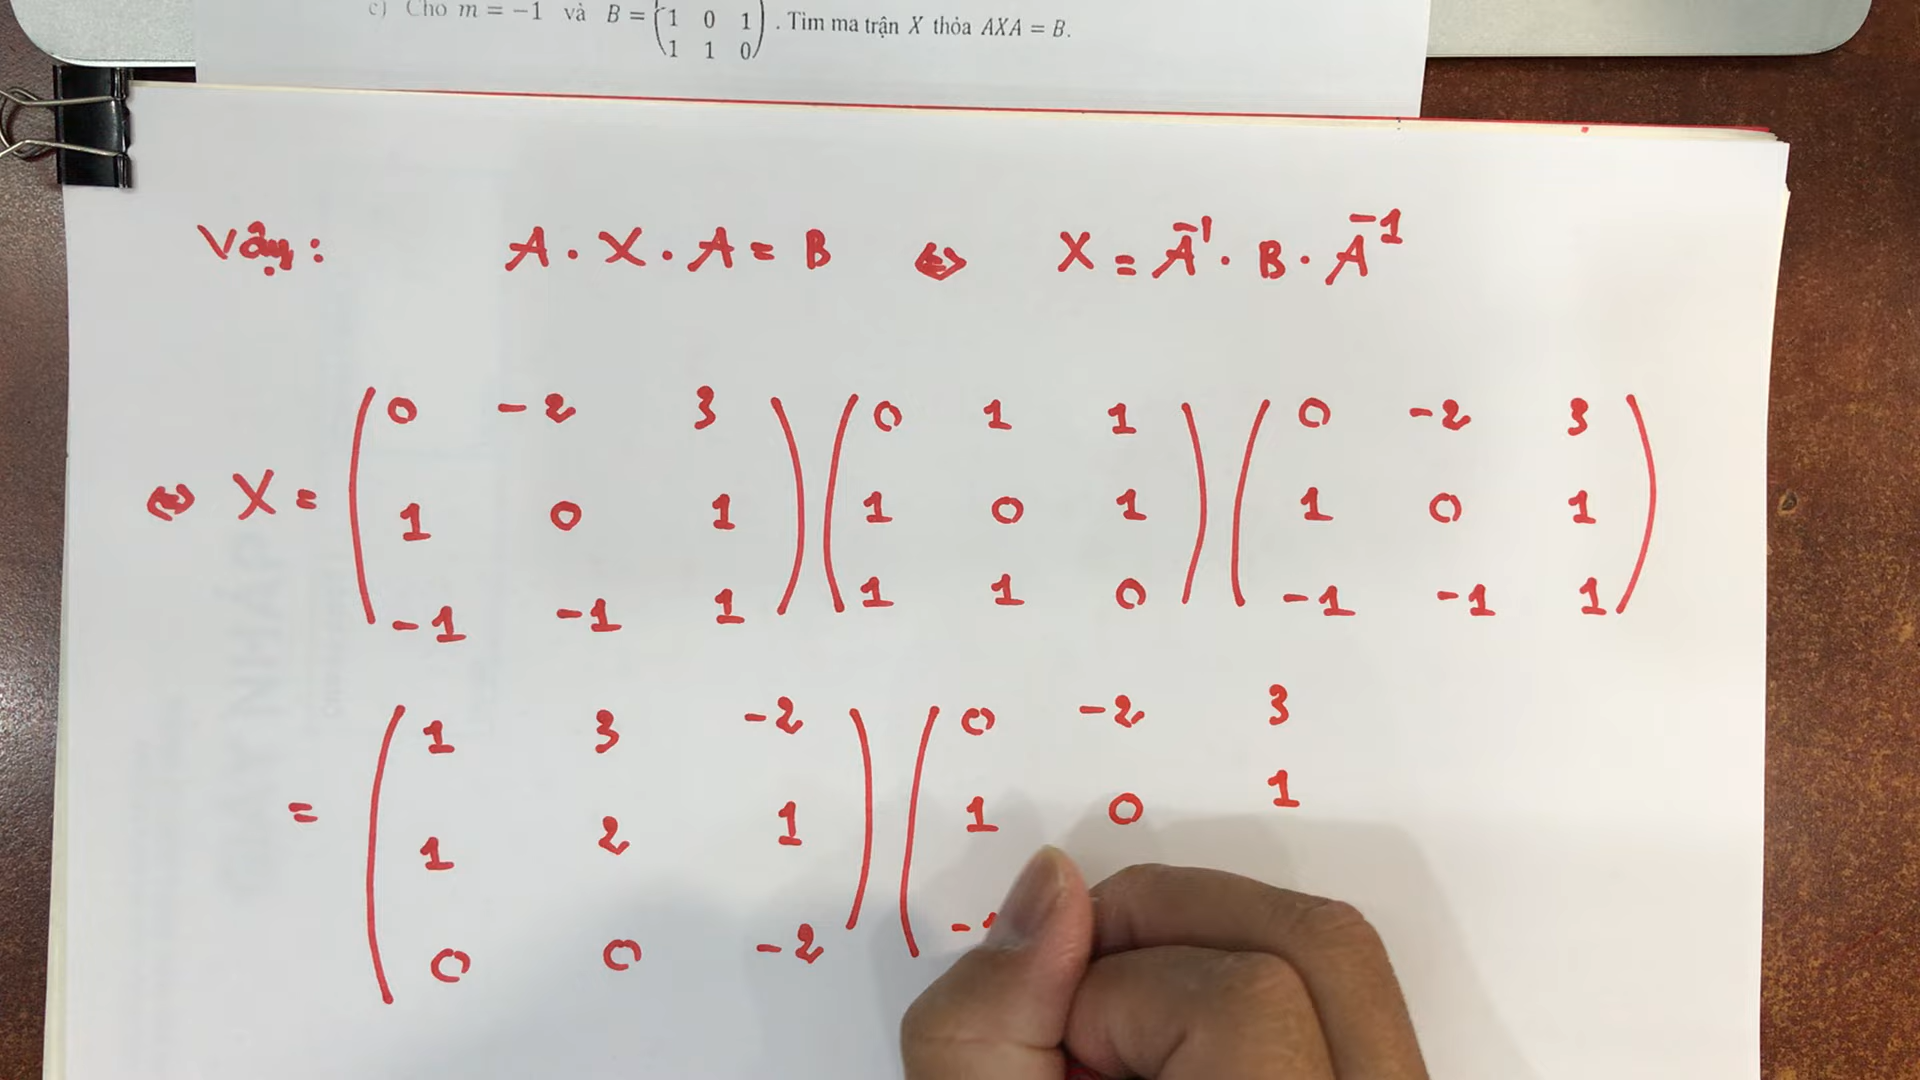 c) Cho m = −1 và B = (1 0 1
1 1 0) . Tìm ma trận X thỏa AXA = B.
Vậy: A . X . A = B ⇔ X = A⁻¹ . B . A⁻¹
(0 -2 3) (0 1 1) (0 -2 3)
⇔ X = (1 0 1) (1 0 1) (1 0 1)
(-1 -1 1) (1 1 0) (-1 -1 1)
(1 3 -2) (0 -2 3
= (1 2 1) (1 0 1
(0 0 -2) (-